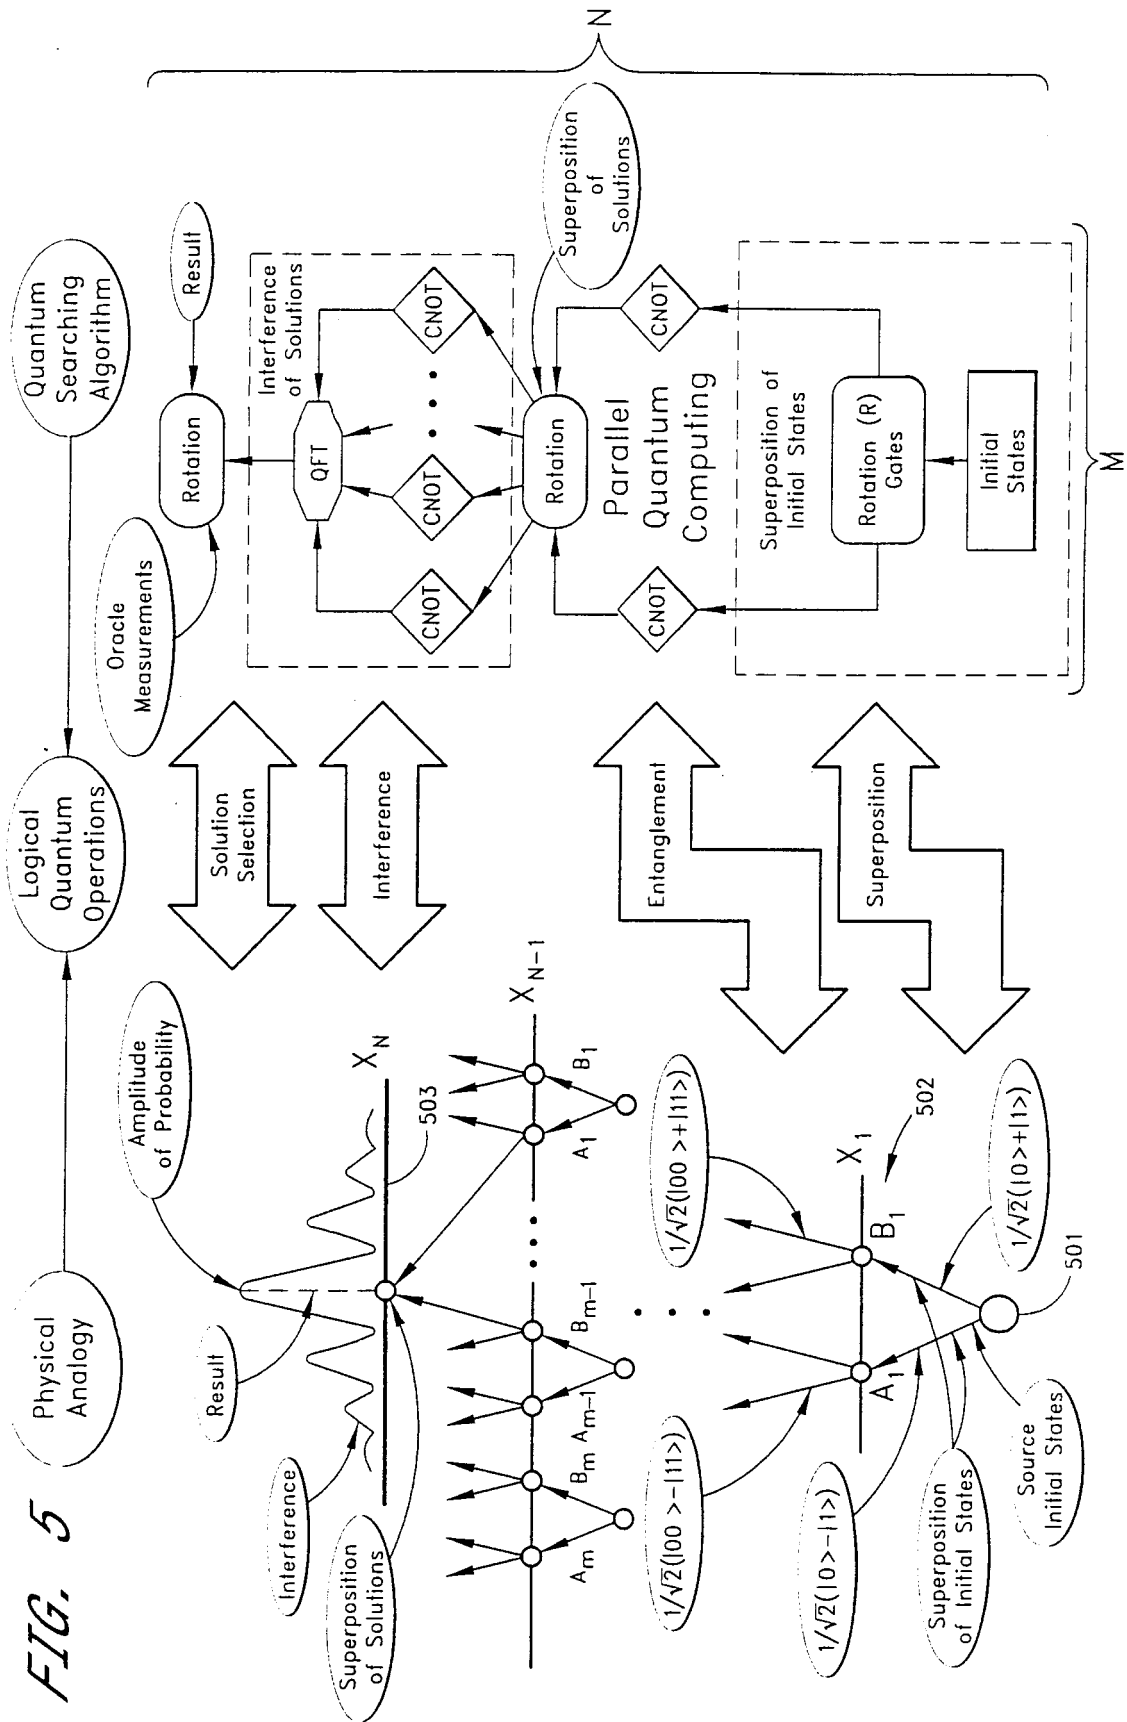 FIG. 5
Physical
Analogy
Logical
Quantum
Operations
Quantum
Searching
Algorithm
Result
Amplitude
of Probability
Interference
Superposition
of Solutions
X_N
503
X_{N-1}
A_m
B_m
A_{m-1}
B_{m-1}
A_1
B_1
1/√2(|00>-|11>)
1/√2(|00>+|11>)
X_1
502
A_1
B_1
1/√2(|0>-|1>)
1/√2(|0>+|1>)
Superposition
of Initial States
Source
Initial States
501
Solution
Selection
Interference
Entanglement
Superposition
Oracle
Measurements
Result
Rotation
Interference
of Solutions
QFT
CNOT
CNOT
CNOT
Rotation
Superposition
of
Solutions
CNOT
CNOT
Parallel
Quantum
Computing
Superposition of
Initial States
Rotation (R)
Gates
Initial
States
M
N